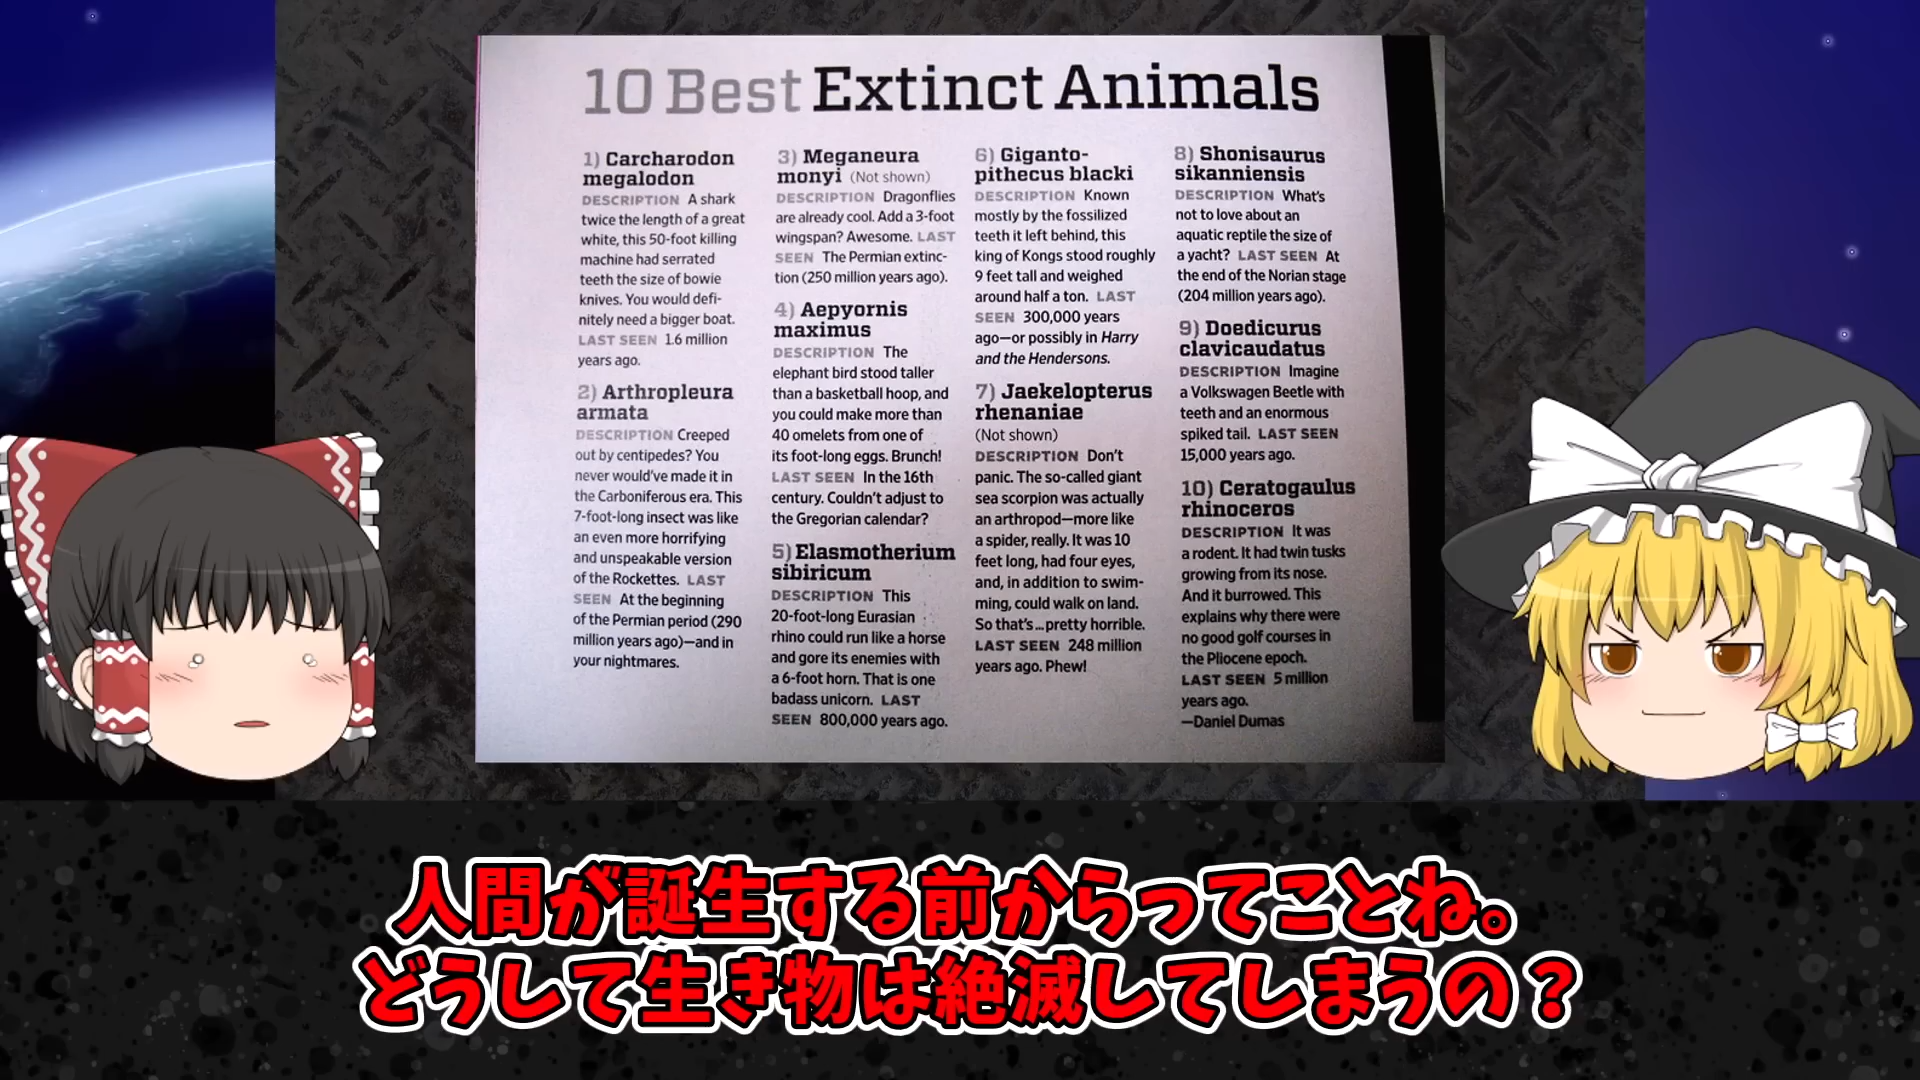 10 Best Extinct Animals
1) Carcharodon
megalodon
DESCRIPTION A shark
twice the length of a great
white, this 50-foot killing
machine had serrated
teeth the size of bowie
knives. You would defi-
nitely need a bigger boat.
LAST SEEN 1.6 million
years ago.
2) Arthropleura
armata
DESCRIPTION Creeped
out by centipedes? You
never would've made it in
the Carboniferous era. This
7-foot-long insect was like
an even more horrifying
and unspeakable version
of the Rockettes. LAST
SEEN At the beginning
of the Permian period (290
million years ago)—and in
your nightmares.
3) Meganeura
monyi (Not shown)
DESCRIPTION Dragonflies
are already cool. Add a 3-foot
wingspan? Awesome. LAST
SEEN The Permian extinc-
tion (250 million years ago).
4) Aepyornis
maximus
DESCRIPTION The
elephant bird stood taller
than a basketball hoop, and
you could make more than
40 omelets from one of
its foot-long eggs. Brunch!
LAST SEEN In the 16th
century. Couldn't adjust to
the Gregorian calendar?
5) Elasmotherium
sibiricum
DESCRIPTION This
20-foot-long Eurasian
rhino could run like a horse
and gore its enemies with
a 6-foot horn. That is one
badass unicorn. LAST
SEEN 800,000 years ago.
6) Giganto-
pithecus blacki
DESCRIPTION Known
mostly by the fossilized
teeth it left behind, this
king of Kongs stood roughly
9 feet tall and weighed
around half a ton. LAST
SEEN 300,000 years
ago—or possibly in Harry
and the Hendersons.
7) Jaekelopterus
rhenaniae
(Not shown)
DESCRIPTION Don't
panic. The so-called giant
sea scorpion was actually
an arthropod—more like
a spider, really. It was 10
feet long, had four eyes,
and, in addition to swim-
ming, could walk on land.
So that's...pretty horrible.
LAST SEEN 248 million
years ago. Phew!
8) Shonisaurus
sikanniensis
DESCRIPTION What's
not to love about an
aquatic reptile the size of
a yacht? LAST SEEN At
the end of the Norian stage
(204 million years ago).
9) Doedicurus
clavicaudatus
DESCRIPTION Imagine
a Volkswagen Beetle with
teeth and an enormous
spiked tail. LAST SEEN
15,000 years ago.
10) Ceratogaulus
rhinoceros
DESCRIPTION It was
a rodent. It had twin tusks
growing from its nose.
And it burrowed. This
explains why there were
no good golf courses in
the Pliocene epoch.
LAST SEEN 5 million
years ago.
—Daniel Dumas
人間が誕生する前からってことね。
どうして生き物は絶滅してしまうの？